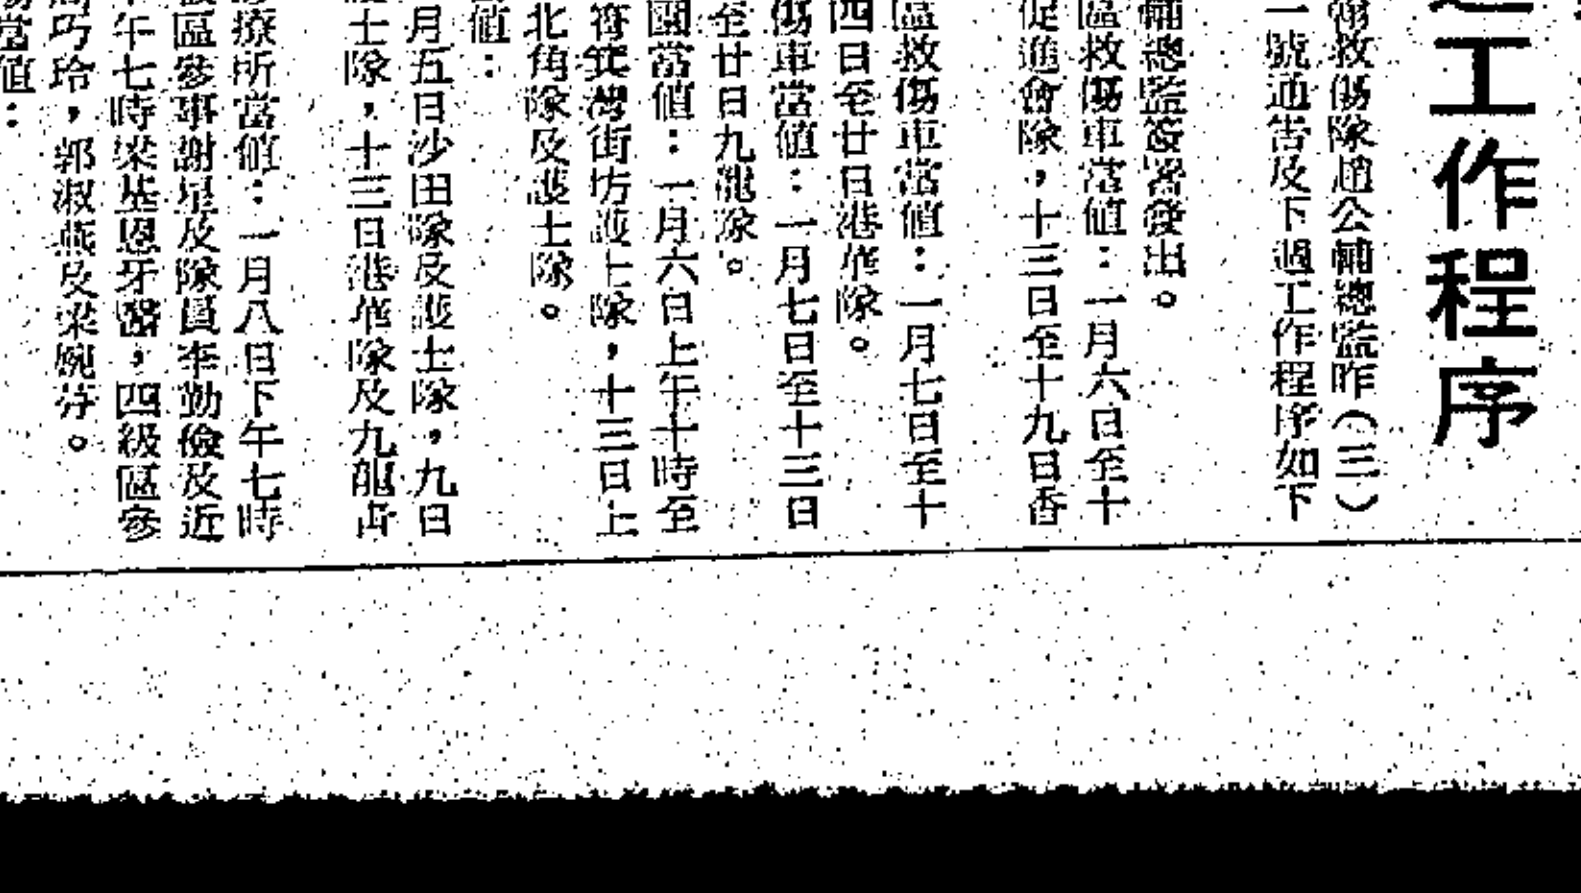 工作程序
救傷隊趙公輔總監昨（三）
一號通告及下週工作程序如下
輔總監簽署發出。
區救傷車當值：一月六日至十
促進會隊，十三日至十九日香
區救傷車當值：一月七日至十
四日至廿日港華隊。
傷車當值：一月七日至十三日
至廿日九龍隊。
園當值：一月六日上午十時至
筲箕灣街坊護士隊，十三日上
北角隊及護士隊。
值：
月五日沙田隊及護士隊，九日
士隊，十三日港華隊及九龍青
療所當值：一月八日下午七時
區參事謝星及隊員李勤儉及近
午七時梁基恩牙醫，四級區參
巧玲，郭淑燕及梁婉芬。
當值：